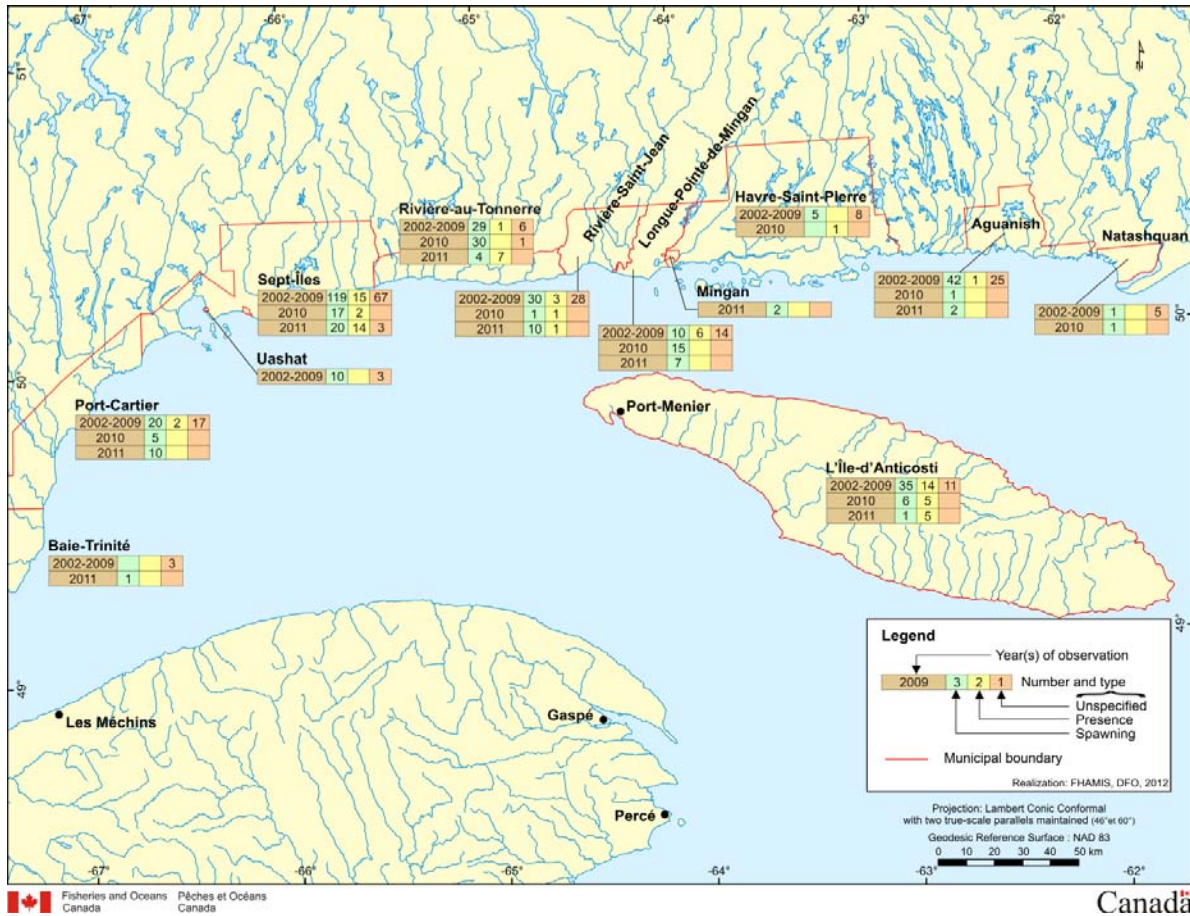 -67° -66° -65° -64° -63° -62°
51°
N
Rivière-Saint-Jean
Longue-Pointe-de-Mingan
Havre-Saint-Pierre
2002-2009 5 8
2010 1
Rivière-au-Tonnerre
2002-2009 29 1 6
2010 30 1
2011 4 7
Aguanish
Natashquan
Sept-Îles
2002-2009 119 15 67
2010 17 2
2011 20 14 3
2002-2009 30 3 28
2010 1 1
2011 10 1
Mingan
2011 2
2002-2009 42 1 25
2010 1
2011 2
2002-2009 1 5
2010 1
50°
2002-2009 10 6 14
2010 15
2011 7
Uashat
2002-2009 10 3
50°
Port-Cartier
2002-2009 20 2 17
2010 5
2011 10
Port-Menier
L'Île-d'Anticosti
2002-2009 35 14 11
2010 6 5
2011 1 5
Baie-Trinité
2002-2009 3
2011 1
49°
49°
Les Méchins
Gaspé
Percé
Legend
Year(s) of observation
2009 3 2 1 Number and type
Unspecified
Presence
Spawning
Municipal boundary
Realization: FHAMIS, DFO, 2012
Projection: Lambert Conic Conformal
with two true-scale parallels maintained (46°et 60°)
Geodesic Reference Surface : NAD 83
0 10 20 30 40 50 km
-67° -66° -65° -64° -63° -62°
Fisheries and Oceans Pêches et Océans
Canada Canada
Canada